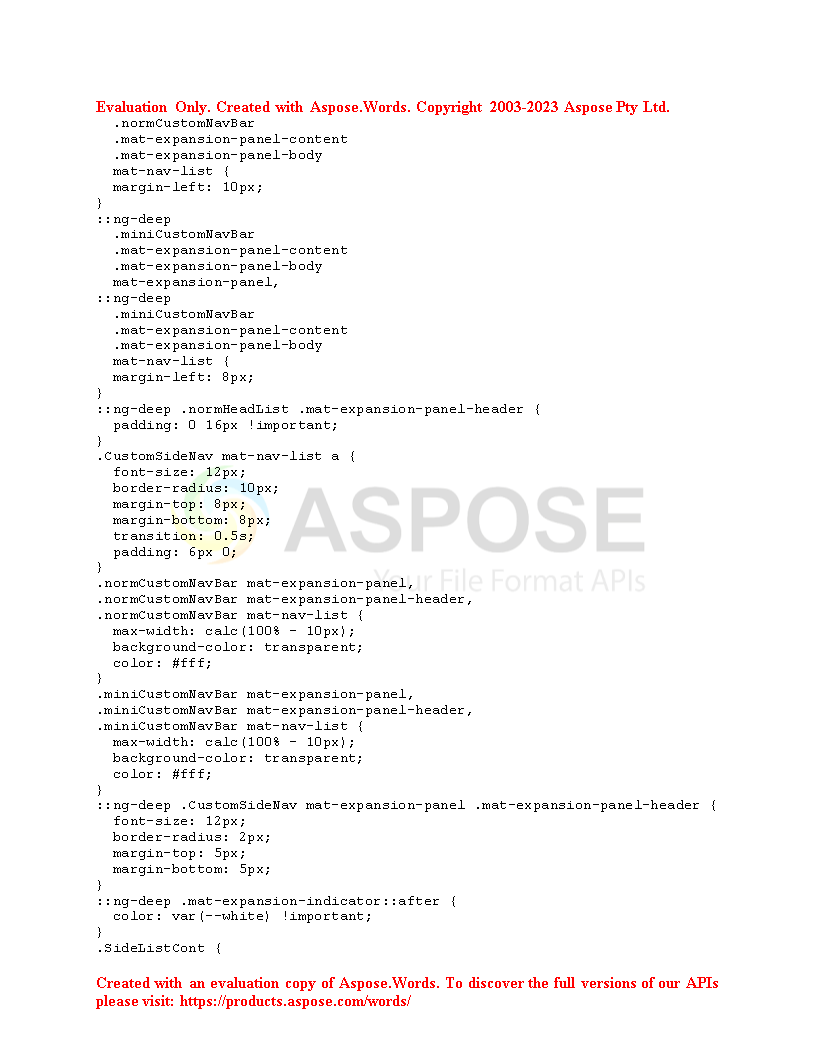 Evaluation Only. Created with Aspose.Words. Copyright 2003-2023 Aspose Pty Ltd.
.normCustomNavBar
.mat-expansion-panel-content
.mat-expansion-panel-body
mat-nav-list {
margin-left: 10px;
}
::ng-deep
.miniCustomNavBar
.mat-expansion-panel-content
.mat-expansion-panel-body
mat-expansion-panel,
::ng-deep
.miniCustomNavBar
.mat-expansion-panel-content
.mat-expansion-panel-body
mat-nav-list {
margin-left: 8px;
}
::ng-deep .normHeadList .mat-expansion-panel-header {
padding: 0 16px !important;
}
.CustomSideNav mat-nav-list a {
font-size: 12px;
border-radius: 10px;
margin-top: 8px;
margin-bottom: 8px;
transition: 0.5s;
padding: 6px 0;
}
ASPOSE
Your File Format APIs
.normCustomNavBar mat-expansion-panel,
.normCustomNavBar mat-expansion-panel-header,
.normCustomNavBar mat-nav-list {
max-width: calc(100% - 10px);
background-color: transparent;
color: #fff;
}
.miniCustomNavBar mat-expansion-panel,
.miniCustomNavBar mat-expansion-panel-header,
.miniCustomNavBar mat-nav-list {
max-width: calc(100% - 10px);
background-color: transparent;
color: #fff;
}
::ng-deep .CustomSideNav mat-expansion-panel .mat-expansion-panel-header {
font-size: 12px;
border-radius: 2px;
margin-top: 5px;
margin-bottom: 5px;
}
::ng-deep .mat-expansion-indicator::after {
color: var(--white) !important;
}
.SideListCont {
Created with an evaluation copy of Aspose.Words. To discover the full versions of our APIs
please visit: https://products.aspose.com/words/